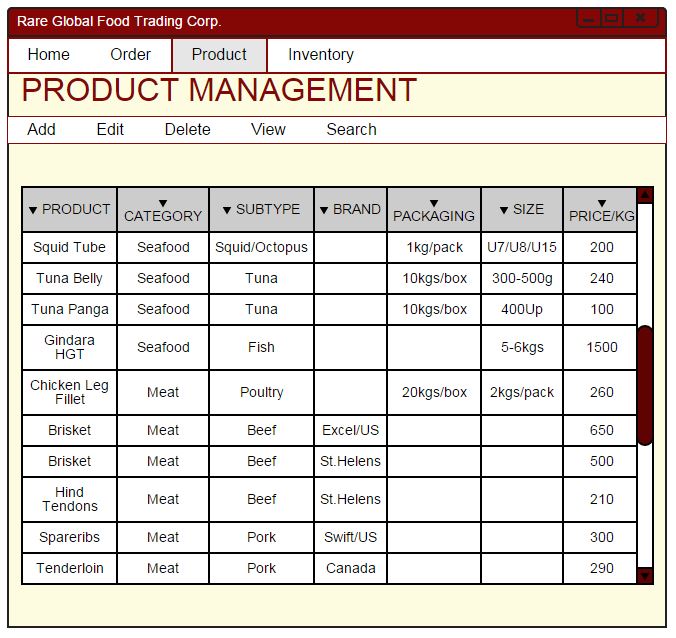 Rare Global Food Trading Corp.
Home Order Product Inventory
PRODUCT MANAGEMENT
Add Edit Delete View Search
PRODUCT CATEGORY SUBTYPE BRAND PACKAGING SIZE PRICE/KG
Squid Tube Seafood Squid/Octopus 1kg/pack U7/U8/U15 200
Tuna Belly Seafood Tuna 10kgs/box 300-500g 240
Tuna Panga Seafood Tuna 10kgs/box 400Up 100
Gindara HGT Seafood Fish 5-6kgs 1500
Chicken Leg Fillet Meat Poultry 20kgs/box 2kgs/pack 260
Brisket Meat Beef Excel/US 650
Brisket Meat Beef St.Helens 500
Hind Tendons Meat Beef St.Helens 210
Spareribs Meat Pork Swift/US 300
Tenderloin Meat Pork Canada 290